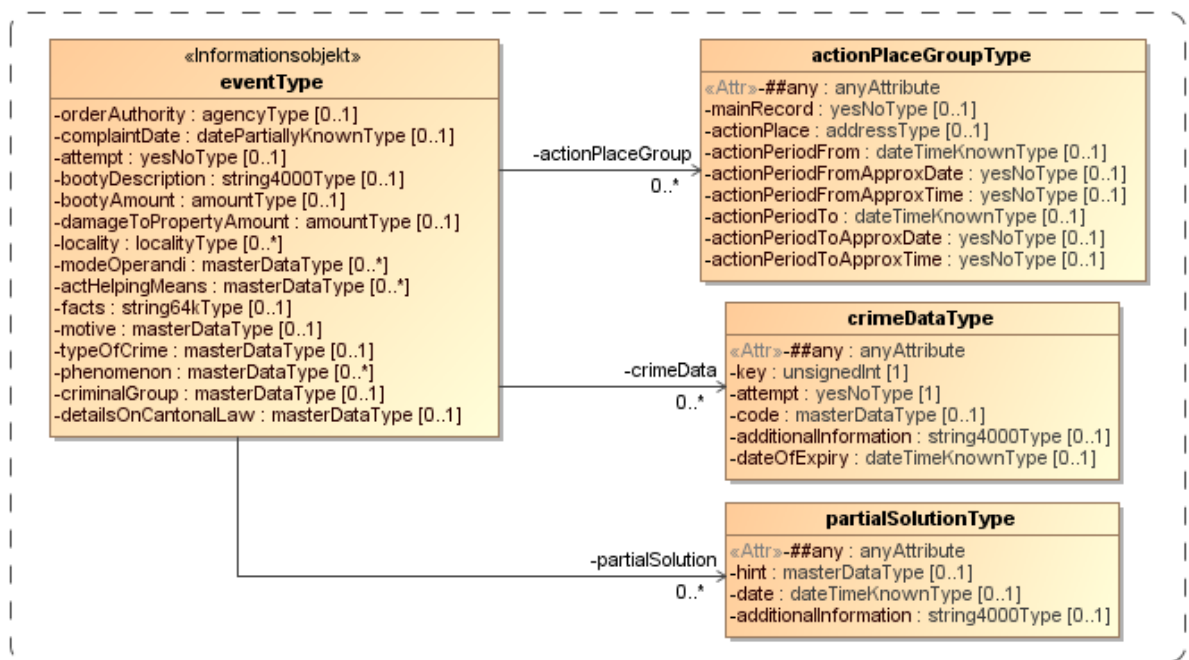 «Informationsobjekt»
eventType
-orderAuthority : agencyType [0..1]
-complaintDate : datePartiallyKnownType [0..1]
-attempt : yesNoType [0..1]
-bootyDescription : string4000Type [0..1]
-bootyAmount : amountType [0..1]
-damageToPropertyAmount : amountType [0..1]
-locality : localityType [0..*]
-modeOperandi : masterDataType [0..*]
-actHelpingMeans : masterDataType [0..*]
-facts : string64kType [0..1]
-motive : masterDataType [0..1]
-typeOfCrime : masterDataType [0..1]
-phenomenon : masterDataType [0..*]
-criminalGroup : masterDataType [0..1]
-detailsOnCantonalLaw : masterDataType [0..1]
-actionPlaceGroup
0..*
actionPlaceGroupType
«Attr»-##any : anyAttribute
-mainRecord : yesNoType [0..1]
-actionPlace : addressType [0..1]
-actionPeriodFrom : dateTimeKnownType [0..1]
-actionPeriodFromApproxDate : yesNoType [0..1]
-actionPeriodFromApproxTime : yesNoType [0..1]
-actionPeriodTo : dateTimeKnownType [0..1]
-actionPeriodToApproxDate : yesNoType [0..1]
-actionPeriodToApproxTime : yesNoType [0..1]
-crimeData
0..*
crimeDataType
«Attr»-##any : anyAttribute
-key : unsignedInt [1]
-attempt : yesNoType [1]
-code : masterDataType [0..1]
-additionalInformation : string4000Type [0..1]
-dateOfExpiry : dateTimeKnownType [0..1]
-partialSolution
0..*
partialSolutionType
«Attr»-##any : anyAttribute
-hint : masterDataType [0..1]
-date : dateTimeKnownType [0..1]
-additionalInformation : string4000Type [0..1]